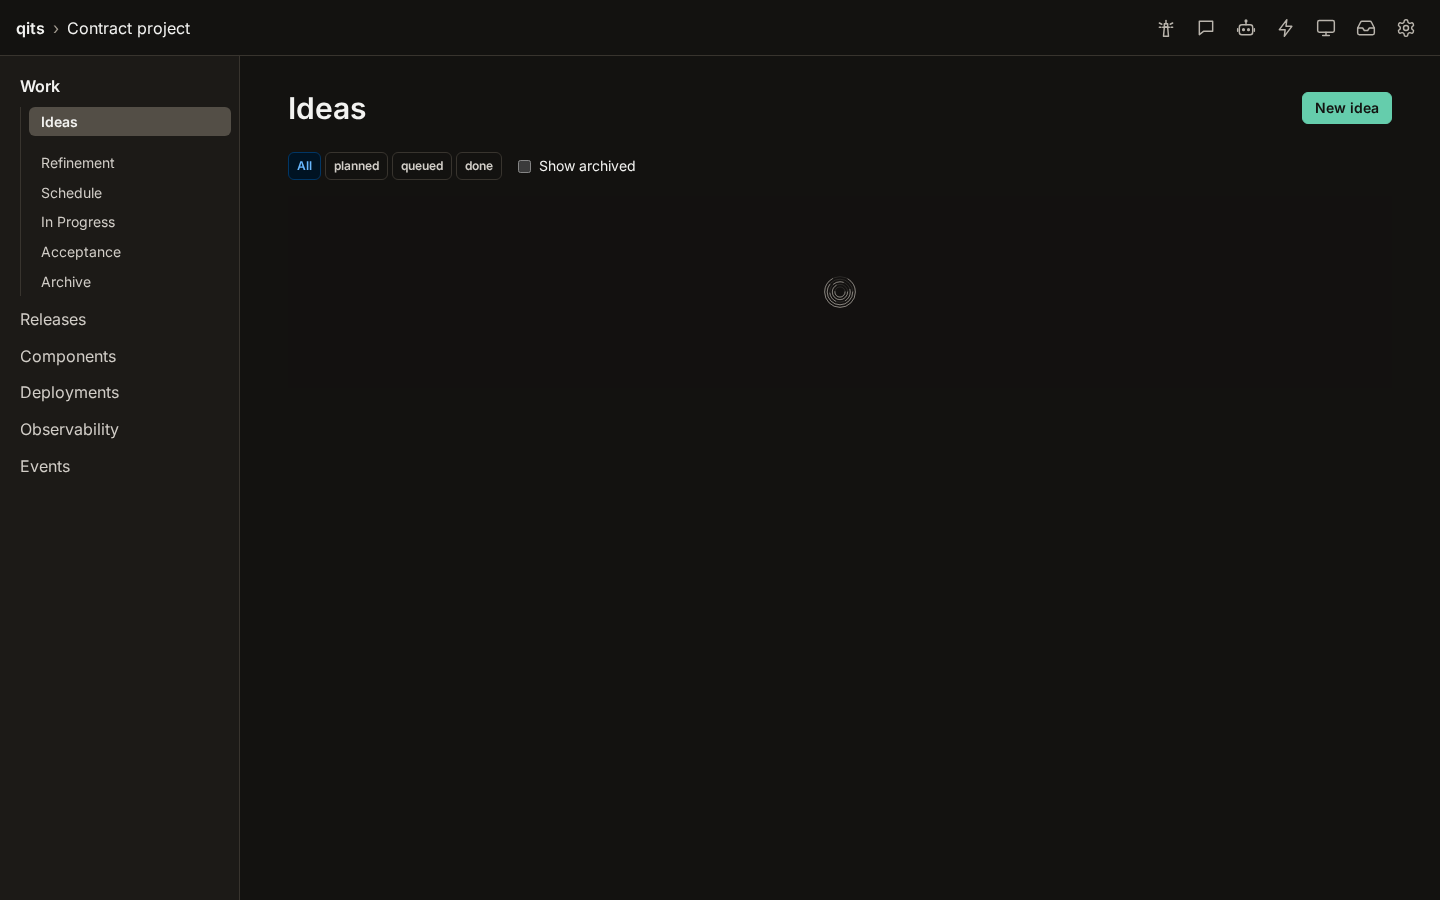 qits › Contract project
Work
Ideas
Refinement
Schedule
In Progress
Acceptance
Archive
Releases
Components
Deployments
Observability
Events
Ideas
New idea
All planned queued done Show archived